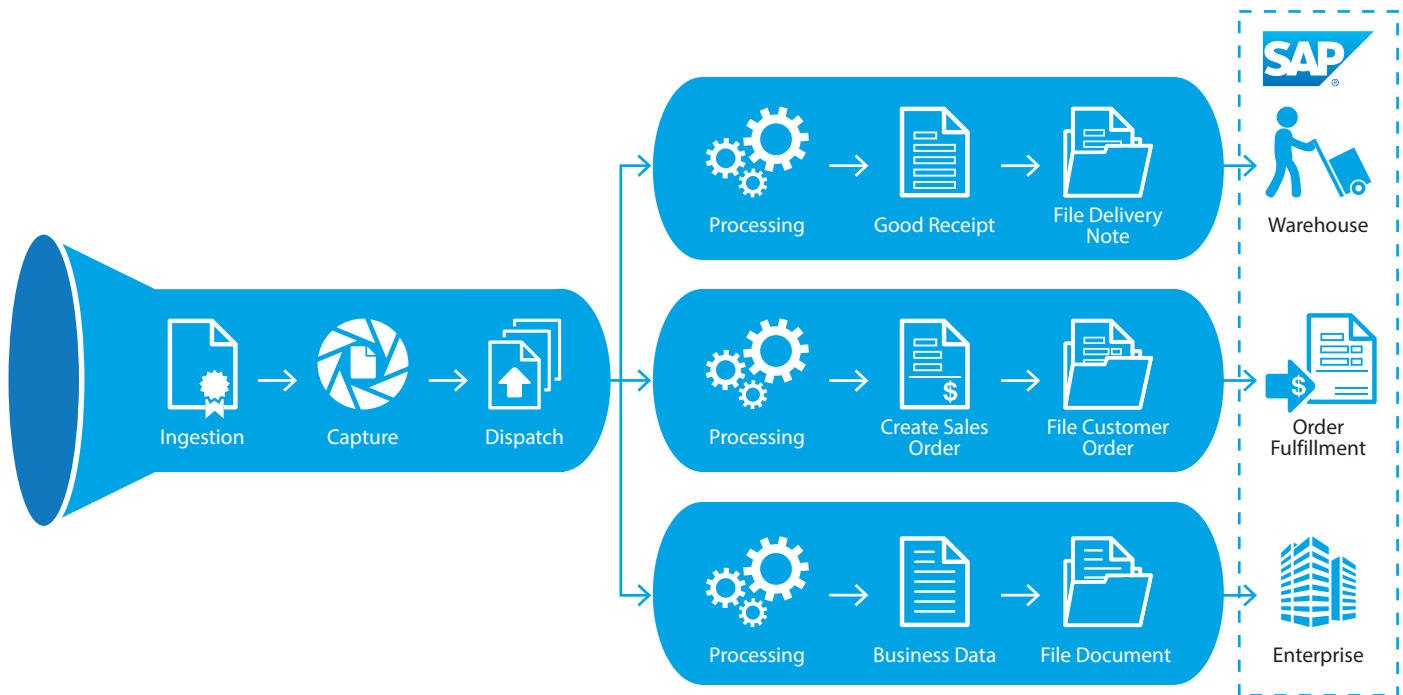 SAP
®
Processing
Good Receipt
File Delivery
Note
Warehouse
Ingestion
Capture
Dispatch
$
$
Processing
Create Sales
Order
File Customer
Order
Order
Fulfillment
Processing
Business Data
File Document
Enterprise